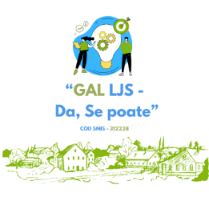 “GAL LJS -
Da, Se poate”
COD SMIS - 312238